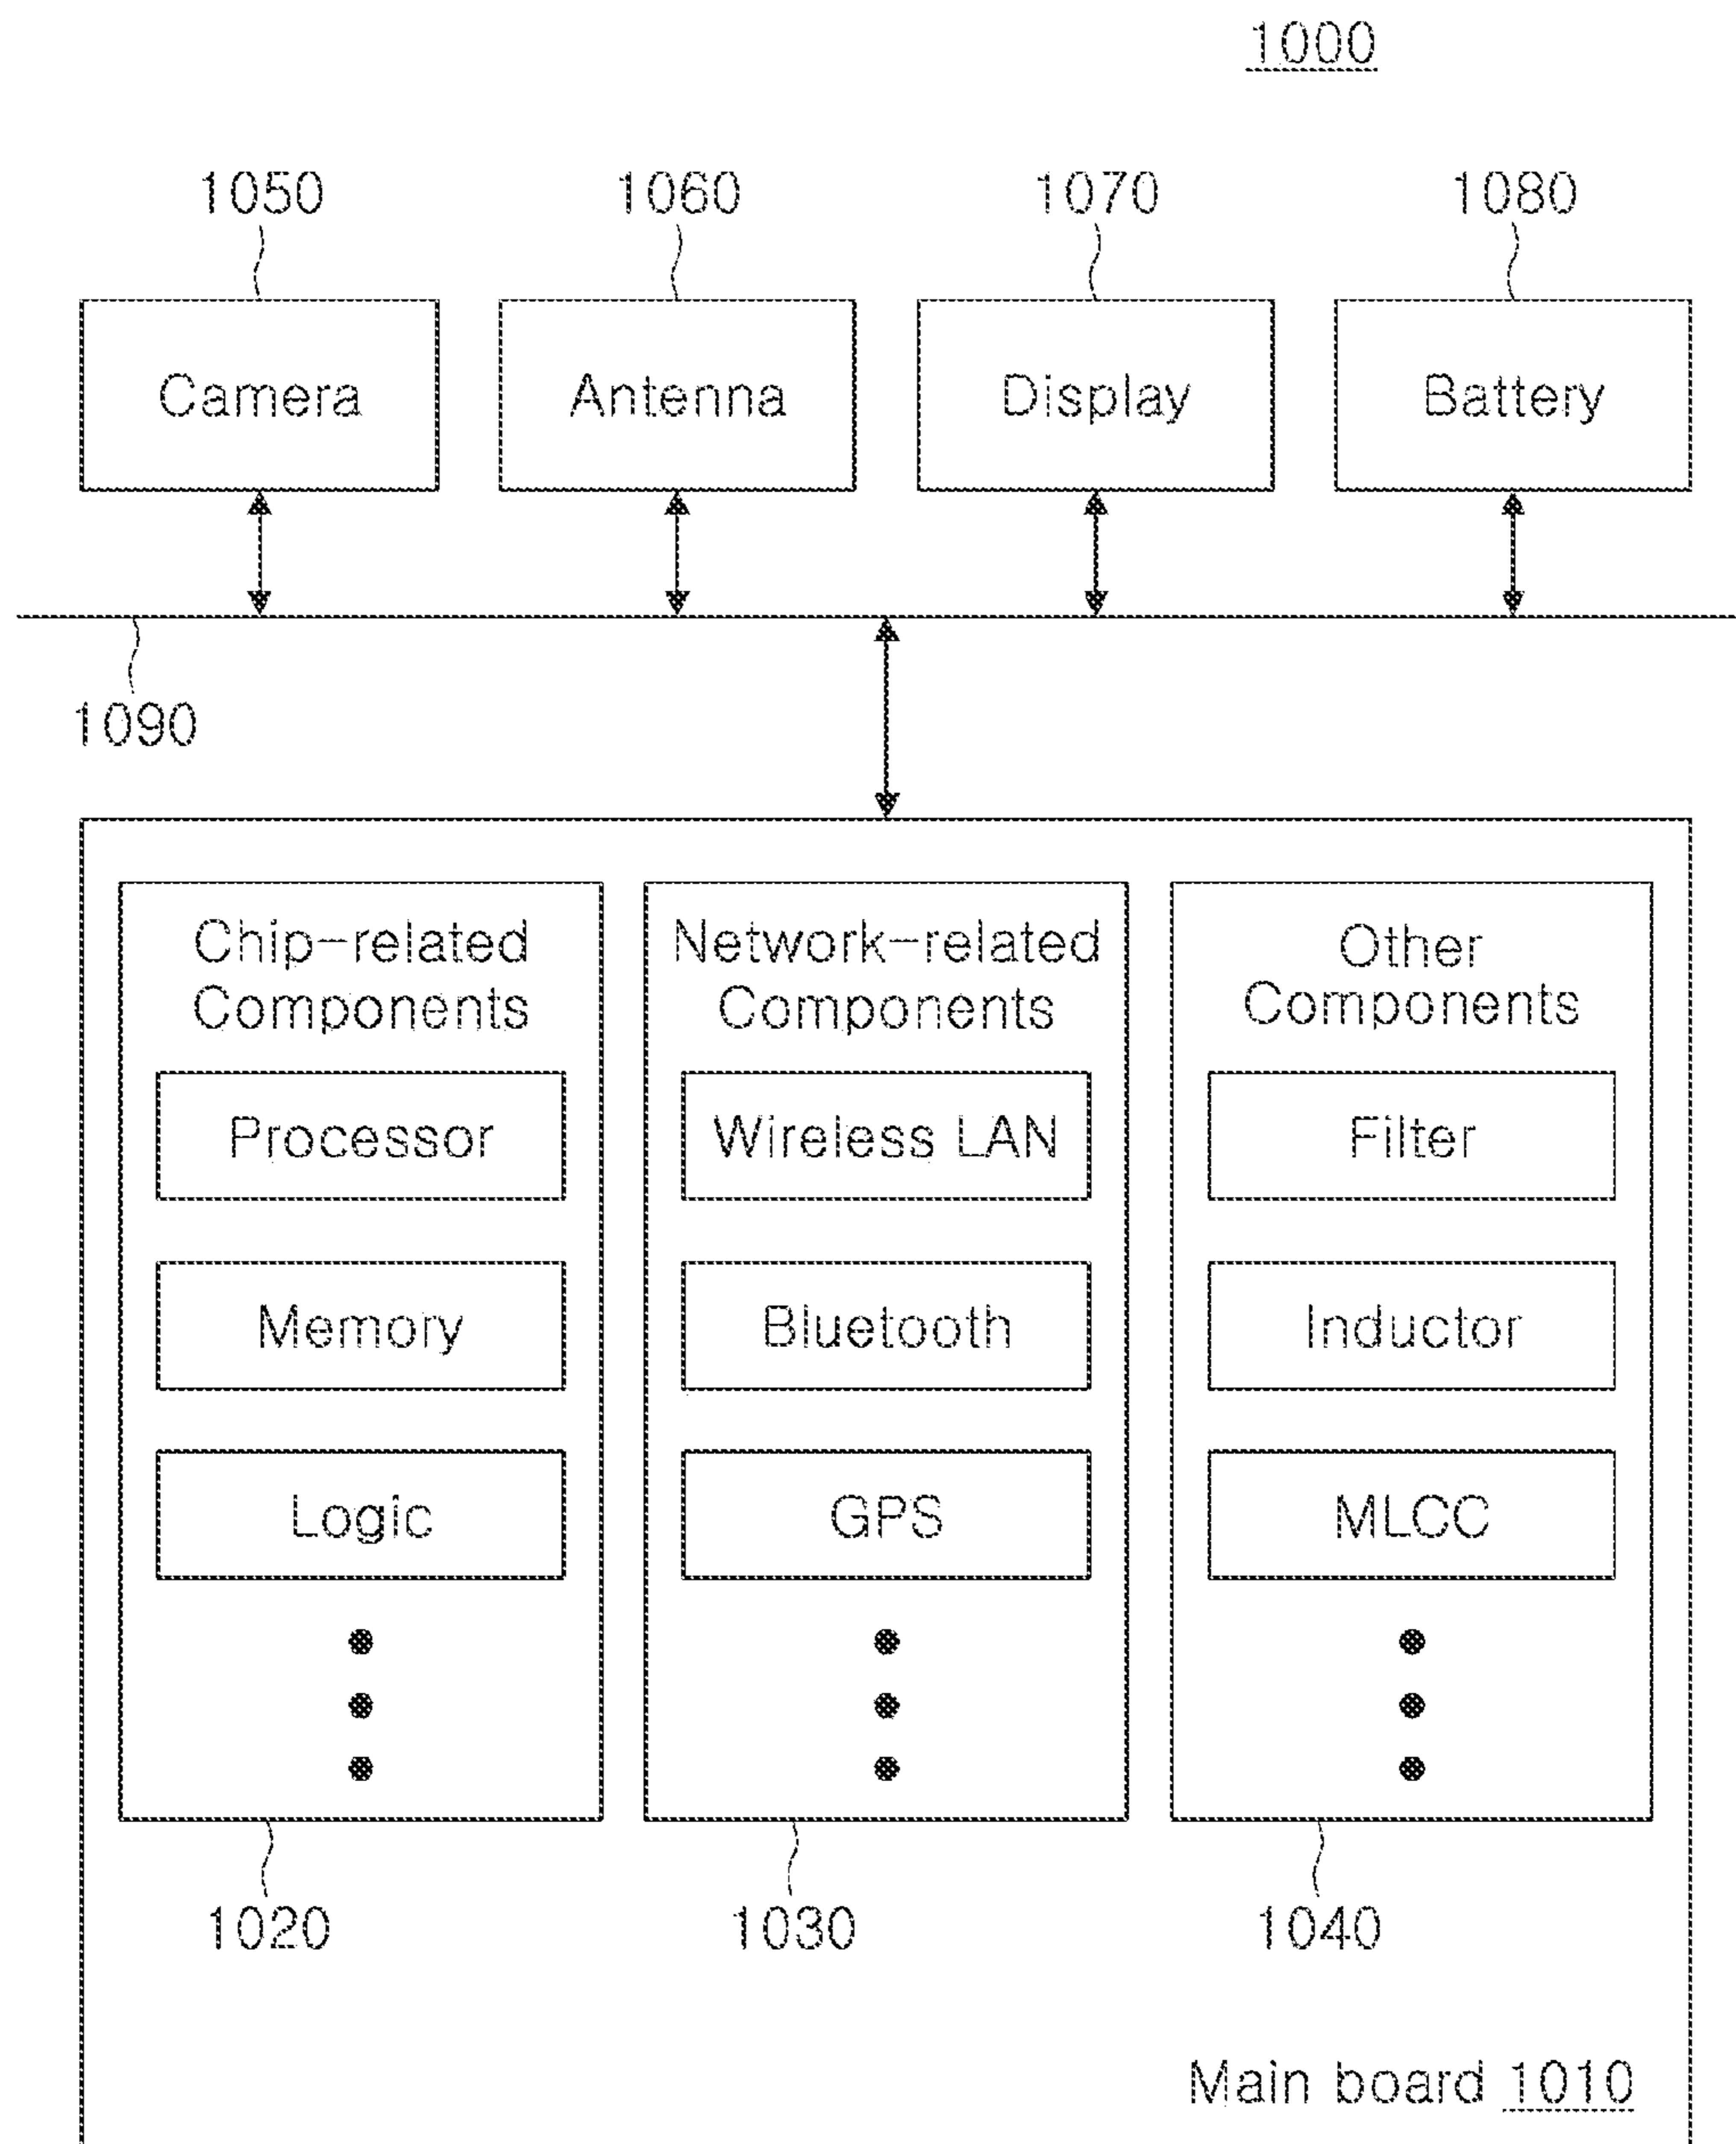 1000
1050 1060 1070 1080
Camera Antenna Display Battery
1090
Chip-related
Components
Processor
Memory
Logic
1020
Network-related
Components
Wireless LAN
Bluetooth
GPS
1030
Other
Components
Filter
Inductor
MLCC
1040
Main board 1010